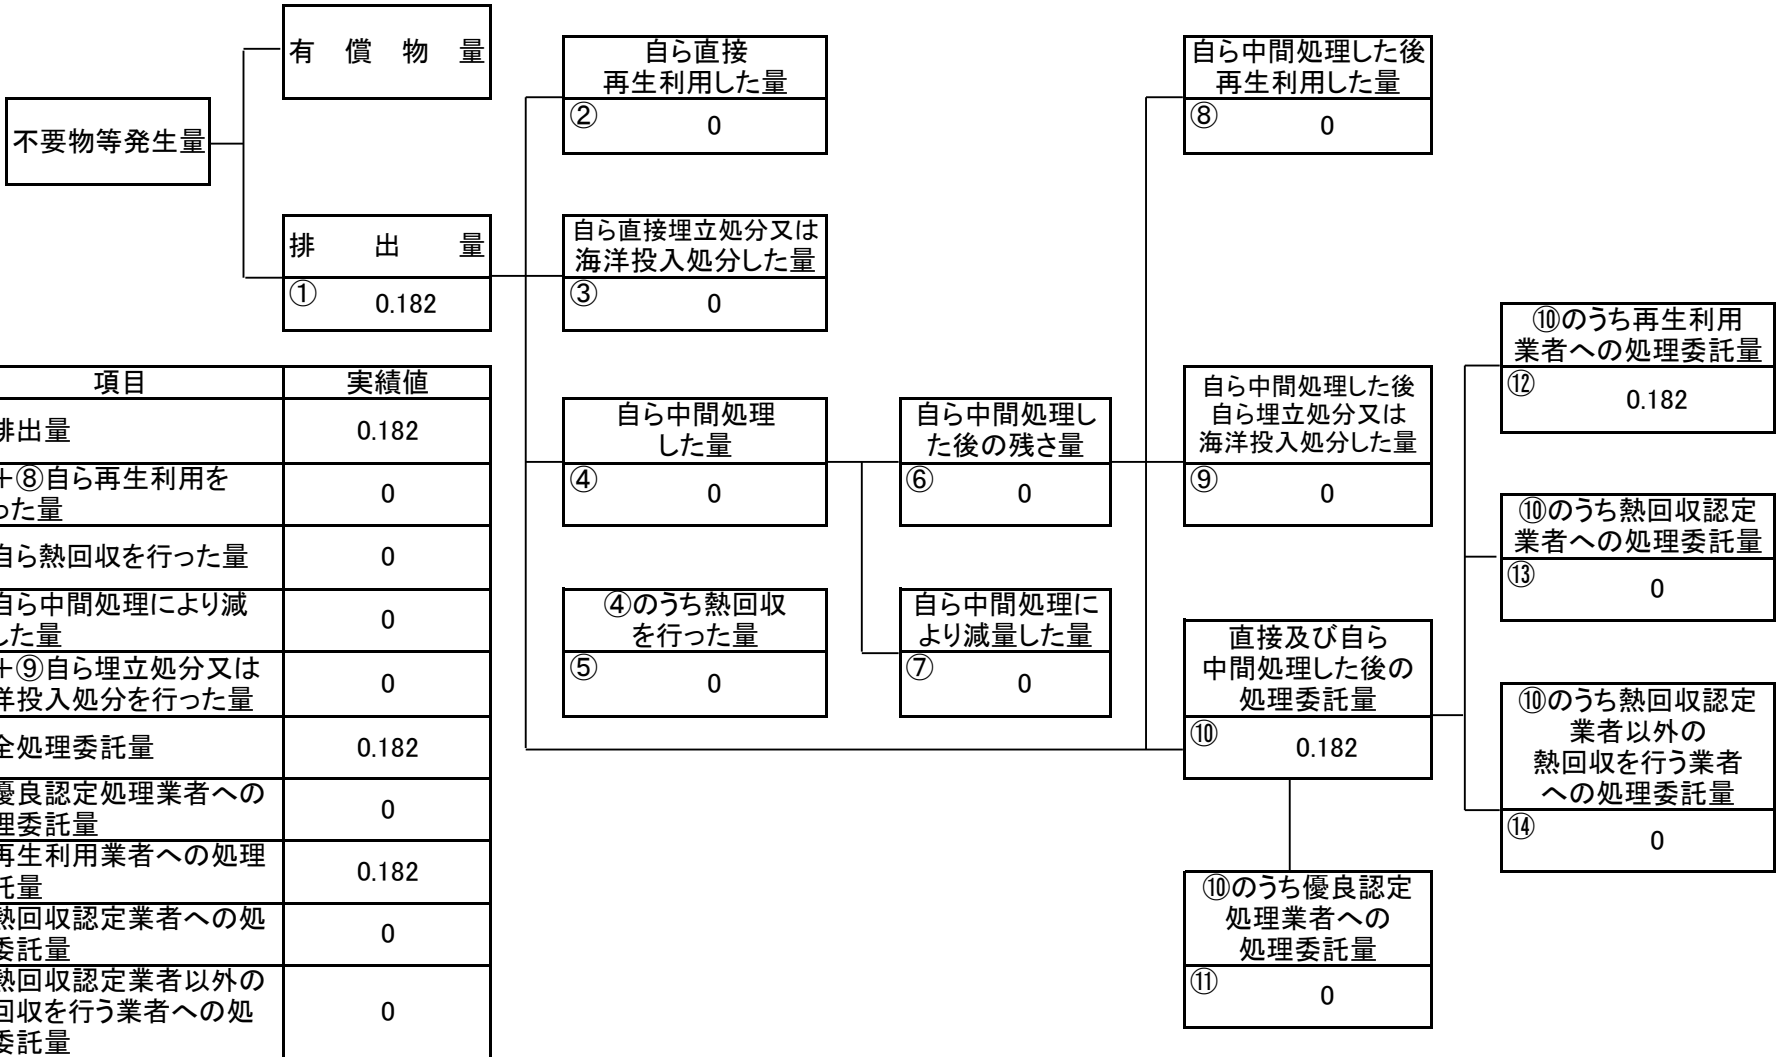 有償物量
不要物等発生量
排出量
① 0.182
自ら直接
再生利用した量
② 0
自ら直接埋立処分又は
海洋投入処分した量
③ 0
自ら中間処理
した量
④ 0
④のうち熱回収
を行った量
⑤ 0
自ら中間処理し
た後の残さ量
⑥ 0
自ら中間処理に
より減量した量
⑦ 0
自ら中間処理した後
再生利用した量
⑧ 0
自ら中間処理した後
自ら埋立処分又は
海洋投入処分した量
⑨ 0
直接及び自ら
中間処理した後の
処理委託量
⑩ 0.182
⑩のうち優良認定
処理業者への
処理委託量
⑪ 0
⑩のうち再生利用
業者への処理委託量
⑫ 0.182
⑩のうち熱回収認定
業者への処理委託量
⑬ 0
⑩のうち熱回収認定
業者以外の
熱回収を行う業者
への処理委託量
⑭ 0
項目 実績値
排出量 0.182
+⑧自ら再生利用を
った量 0
自ら熱回収を行った量 0
自ら中間処理により減
した量 0
+⑨自ら埋立処分又は
洋投入処分を行った量 0
全処理委託量 0.182
優良認定処理業者への
理委託量 0
再生利用業者への処理
託量 0.182
熱回収認定業者への処
委託量 0
熱回収認定業者以外の
回収を行う業者への処
委託量 0